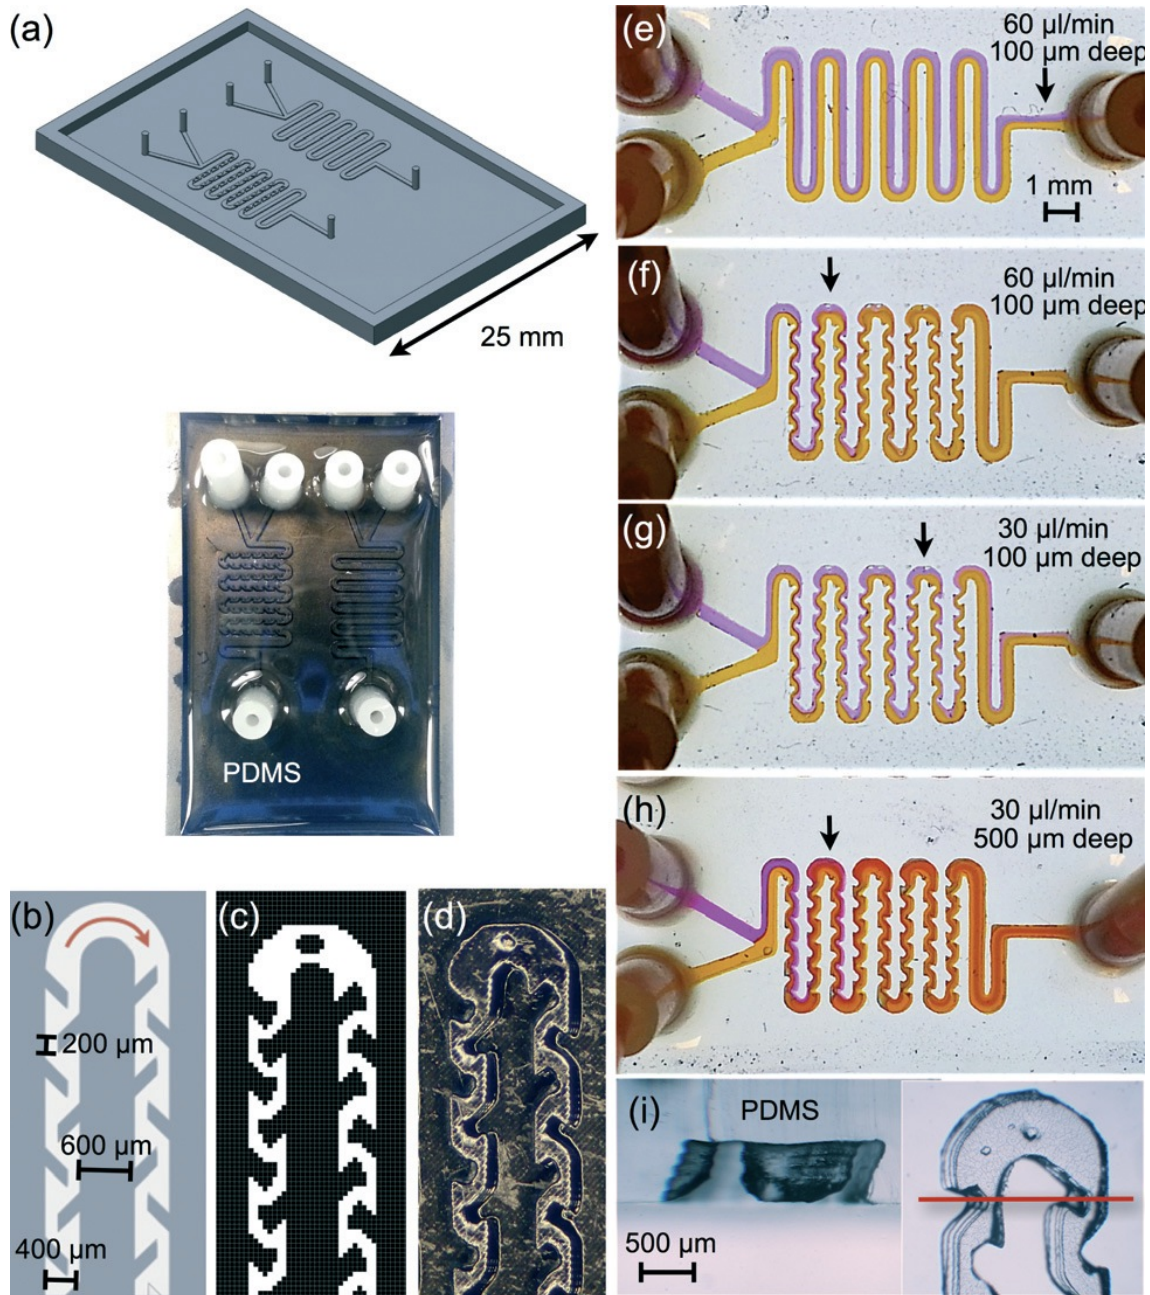 (a)
25 mm
PDMS
(b)
200 µm
600 µm
400 µm
(c)
(d)
(e)
60 µl/min
100 µm deep
1 mm
(f)
60 µl/min
100 µm deep
(g)
30 µl/min
100 µm deep
(h)
30 µl/min
500 µm deep
(i)
PDMS
500 µm